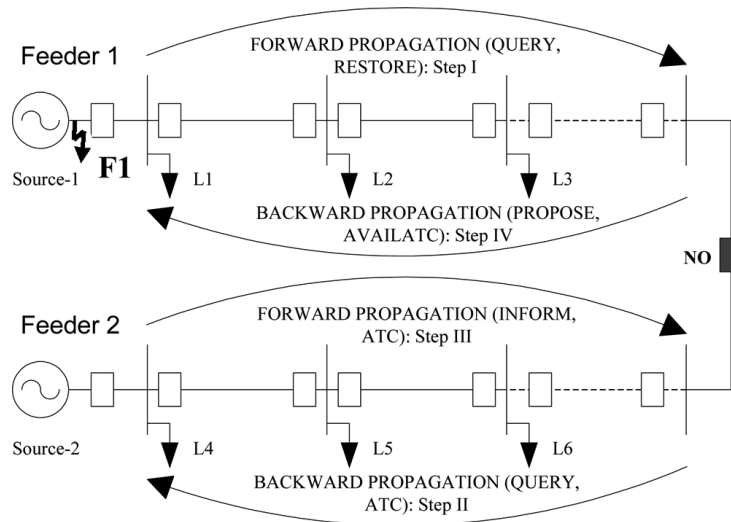 FORWARD PROPAGATION (QUERY,
RESTORE): Step I
Feeder 1
F1
Source-1
L1
L2
L3
BACKWARD PROPAGATION (PROPOSE,
AVAILATC): Step IV
NO
Feeder 2
FORWARD PROPAGATION (INFORM,
ATC): Step III
Source-2
L4
L5
L6
BACKWARD PROPAGATION (QUERY,
ATC): Step II